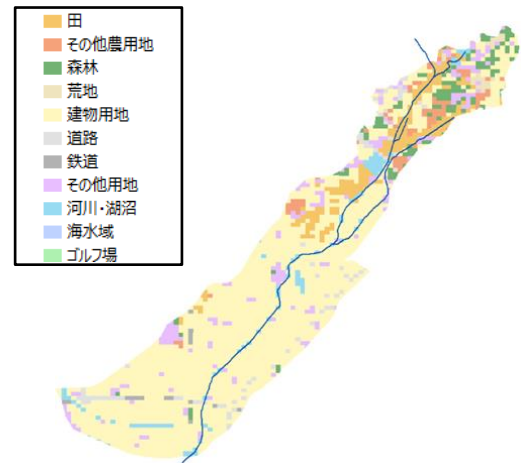 田
その他農用地
森林
荒地
建物用地
道路
鉄道
その他用地
河川・湖沼
海水域
ゴルフ場